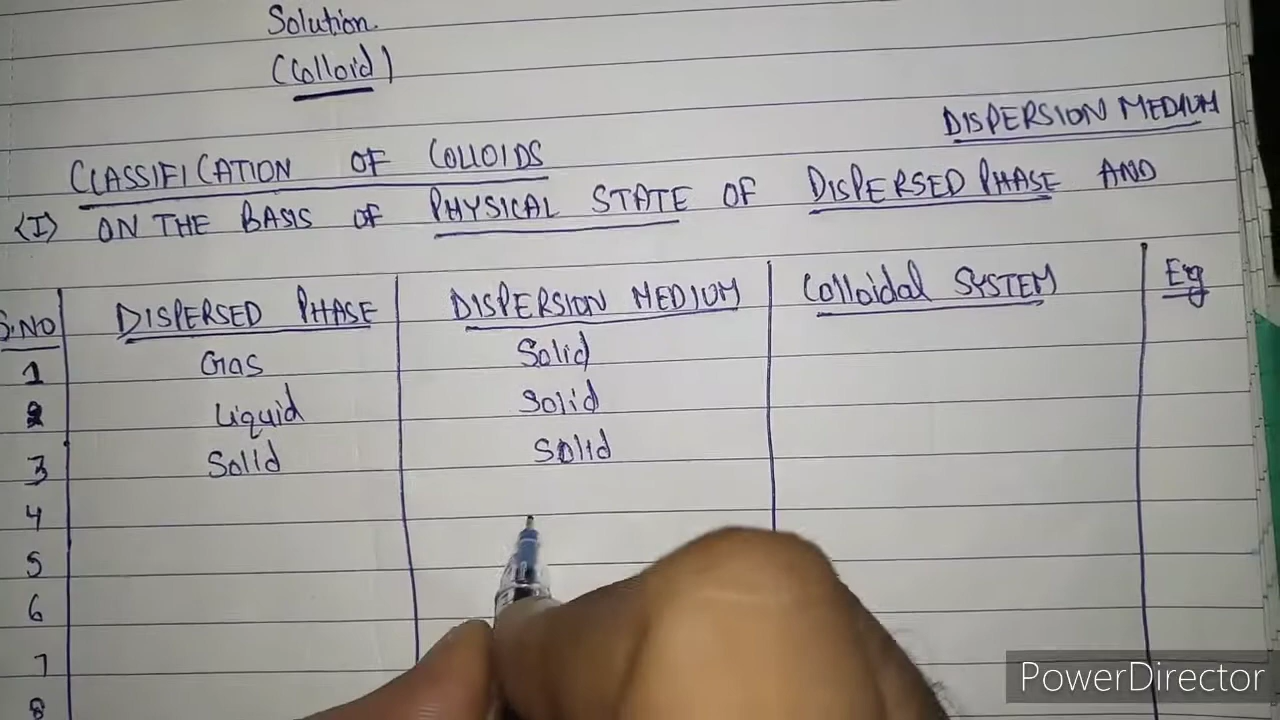 Solution.
(Colloid)
DISPERSION MEDIUM
CLASSIFICATION OF COLLOIDS
(I) ON THE BASIS OF PHYSICAL STATE OF DISPERSED PHASE AND
S.NO DISPERSED PHASE DISPERSION MEDIUM Colloidal SYSTEM Eg
1 Gas Solid
2 Liquid Solid
3 Solid Solid
4
5
6
7
8
PowerDirector